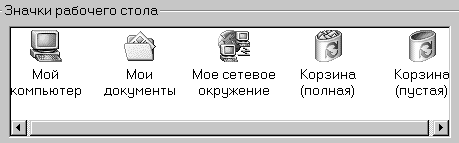 Значки рабочего стола
Мой компьютер
Мои документы
Мое сетевое окружение
Корзина (полная)
Корзина (пустая)